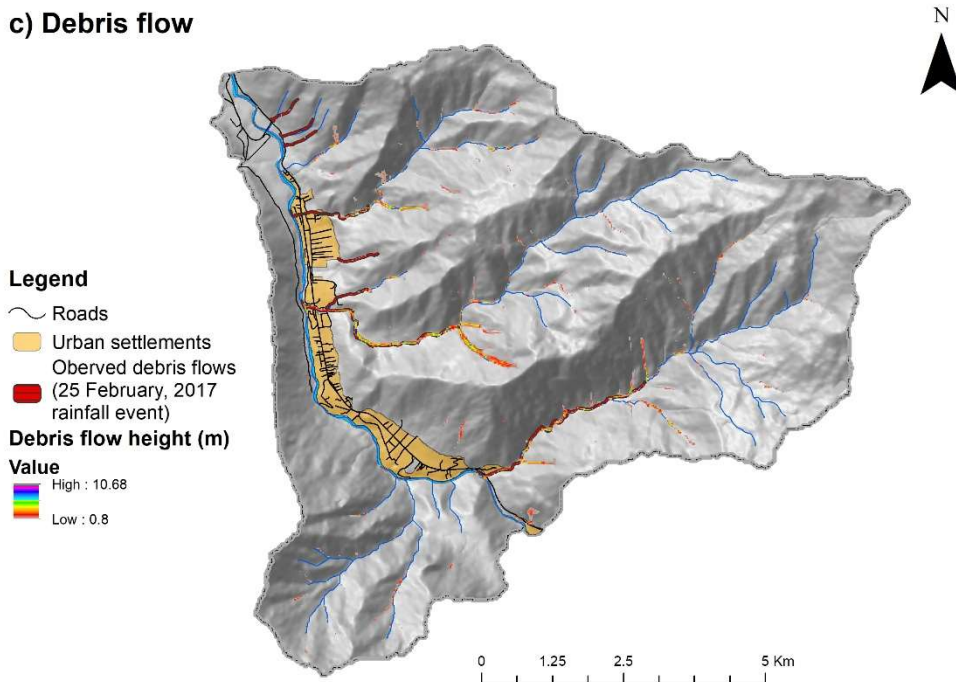 c) Debris flow
N
Legend
Roads
Urban settlements
Oberved debris flows
(25 February, 2017
rainfall event)
Debris flow height (m)
Value
High : 10.68
Low : 0.8
0 1.25 2.5 5 Km